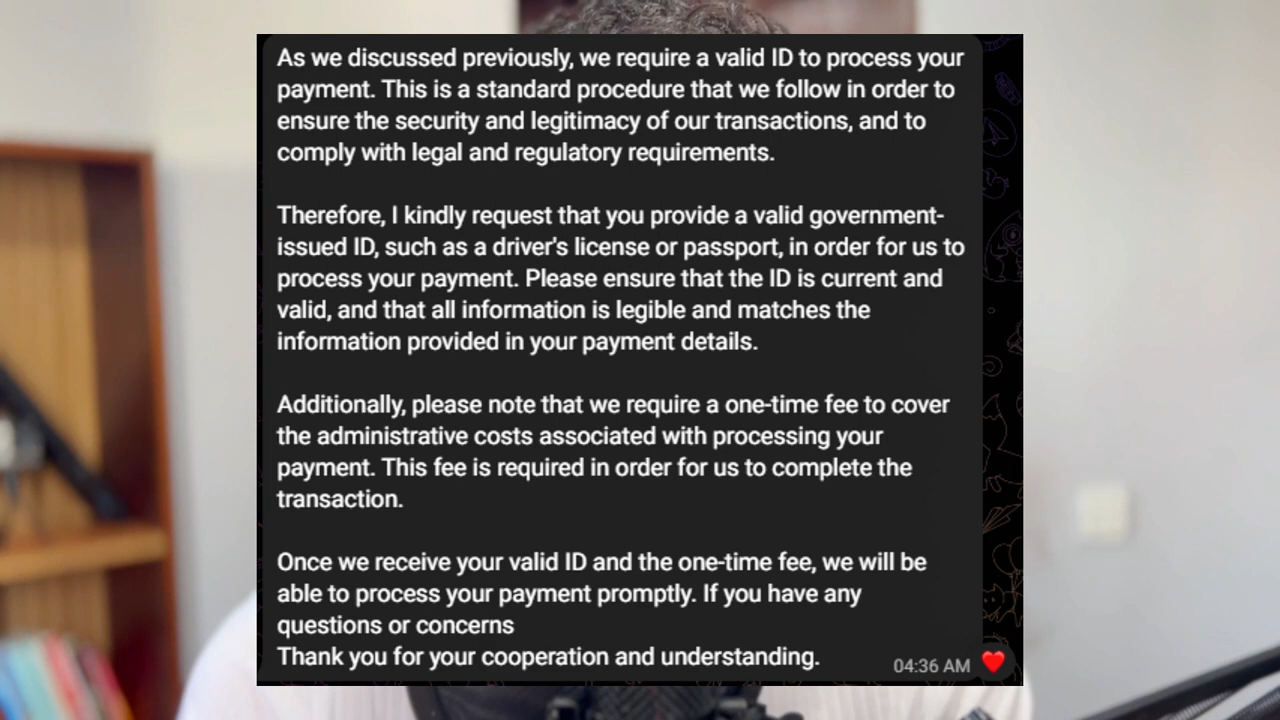 As we discussed previously, we require a valid ID to process your
payment. This is a standard procedure that we follow in order to
ensure the security and legitimacy of our transactions, and to
comply with legal and regulatory requirements.
Therefore, I kindly request that you provide a valid government-
issued ID, such as a driver's license or passport, in order for us to
process your payment. Please ensure that the ID is current and
valid, and that all information is legible and matches the
information provided in your payment details.
Additionally, please note that we require a one-time fee to cover
the administrative costs associated with processing your
payment. This fee is required in order for us to complete the
transaction.
Once we receive your valid ID and the one-time fee, we will be
able to process your payment promptly. If you have any
questions or concerns
Thank you for your cooperation and understanding.
04:36 AM